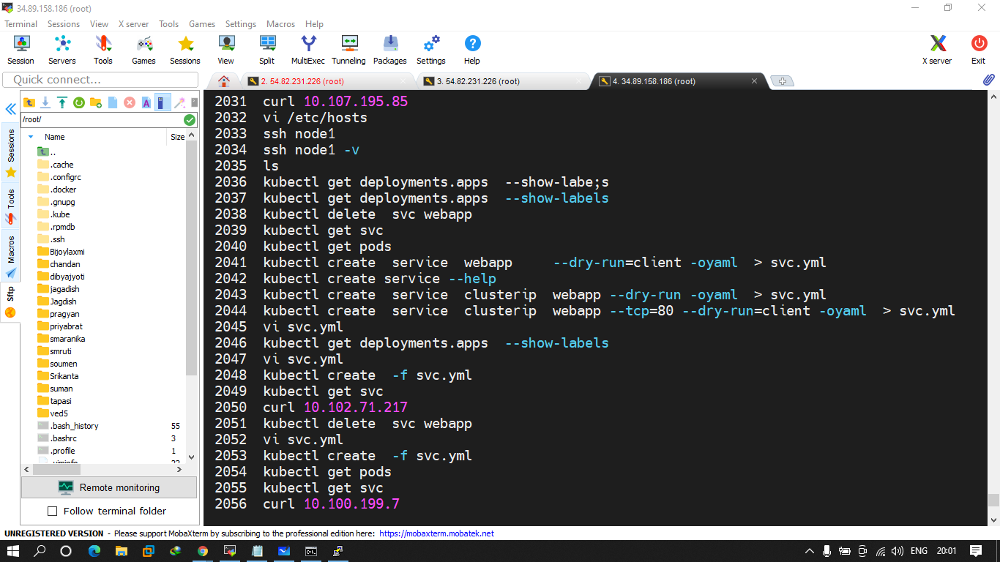 34.89.158.186 (root)
Terminal Sessions View X server Tools Games Settings Macros Help
Session Servers Tools Games Sessions View Split MultiExec Tunneling Packages Settings Help X server Exit
Quick connect...
2. 54.82.231.226 (root)
3. 54.82.231.226 (root)
4. 34.89.158.186 (root)
Sessions
Tools
Macros
Sftp
/root/
Name Size
..
.cache
.configrc
.docker
.gnupg
.kube
.rpmdb
.ssh
Bijoylaxmi
chandan
dibyajyoti
jagadish
Jagdish
pragyan
priyabrat
smaranika
smruti
soumen
Srikanta
suman
tapasi
ved5
.bash_history 55
.bashrc 3
.profile 1
.viminfo 22
Remote monitoring
Follow terminal folder
2031 curl 10.107.195.85
2032 vi /etc/hosts
2033 ssh node1
2034 ssh node1 -v
2035 ls
2036 kubectl get deployments.apps --show-labe;s
2037 kubectl get deployments.apps --show-labels
2038 kubectl delete svc webapp
2039 kubectl get svc
2040 kubectl get pods
2041 kubectl create service webapp --dry-run=client -oyaml > svc.yml
2042 kubectl create service --help
2043 kubectl create service clusterip webapp --dry-run -oyaml > svc.yml
2044 kubectl create service clusterip webapp --tcp=80 --dry-run=client -oyaml > svc.yml
2045 vi svc.yml
2046 kubectl get deployments.apps --show-labels
2047 vi svc.yml
2048 kubectl create -f svc.yml
2049 kubectl get svc
2050 curl 10.102.71.217
2051 kubectl delete svc webapp
2052 vi svc.yml
2053 kubectl create -f svc.yml
2054 kubectl get pods
2055 kubectl get svc
2056 curl 10.100.199.7
UNREGISTERED VERSION - Please support MobaXterm by subscribing to the professional edition here: https://mobaxterm.mobatek.net
ENG 20:01